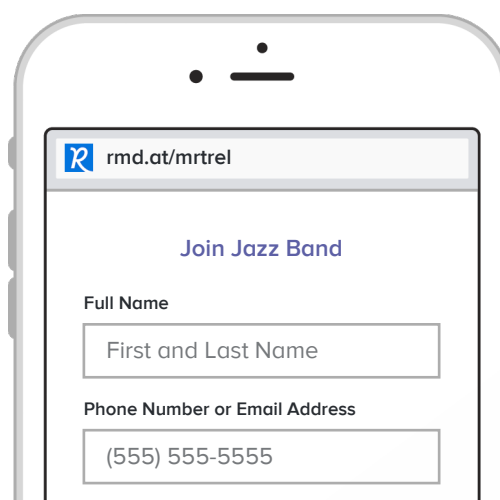 rmd.at/mrtrel
Join Jazz Band
Full Name
First and Last Name
Phone Number or Email Address
(555) 555-5555